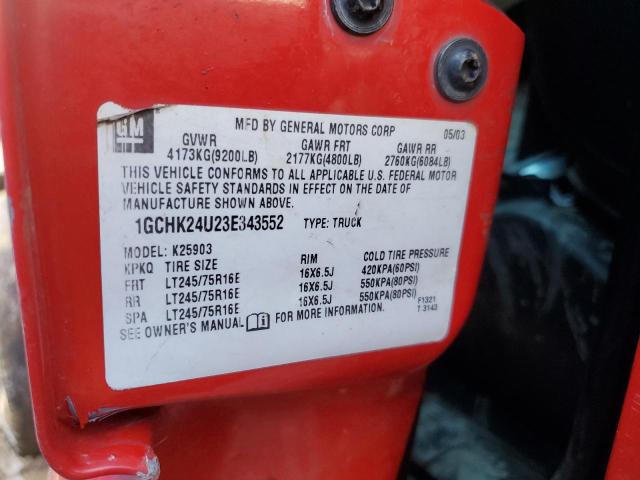 GM
MFD BY GENERAL MOTORS CORP 05/03
GVWR GAWR FRT GAWR RR
4173KG(9200LB) 2177KG(4800LB) 2760KG(6084LB)
THIS VEHICLE CONFORMS TO ALL APPLICABLE U.S. FEDERAL MOTOR
VEHICLE SAFETY STANDARDS IN EFFECT ON THE DATE OF
MANUFACTURE SHOWN ABOVE.
1GCHK24U23E343552 TYPE: TRUCK
MODEL: K25903
KPKQ TIRE SIZE RIM COLD TIRE PRESSURE
FRT LT245/75R16E 16X6.5J 420KPA(60PSI)
RR LT245/75R16E 16X6.5J 550KPA(80PSI)
SPA LT245/75R16E 16X6.5J 550KPA(80PSI)
SEE OWNER'S MANUAL FOR MORE INFORMATION. F1321
T 3143